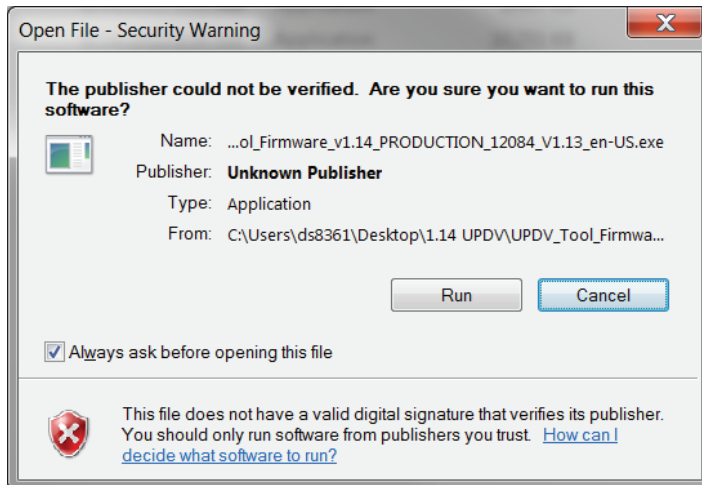 Open File - Security Warning
The publisher could not be verified. Are you sure you want to run this
software?
Name: ...ol_Firmware_v1.14_PRODUCTION_12084_V1.13_en-US.exe
Publisher: Unknown Publisher
Type: Application
From: C:\Users\ds8361\Desktop\1.14 UPDV\UPDV_Tool_Firmwa...
Run Cancel
Always ask before opening this file
This file does not have a valid digital signature that verifies its publisher.
You should only run software from publishers you trust. How can I
decide what software to run?